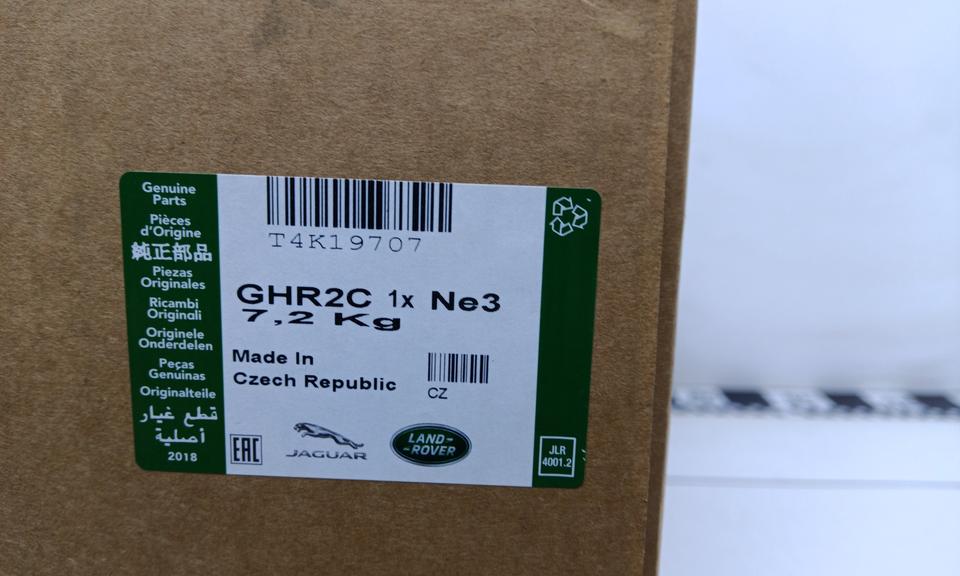 Genuine
Parts
Pièces
d'Origine
純正部品
Piezas
Originales
Ricambi
Originali
Originele
Onderdelen
Peças
Genuinas
Originalteile
قطع غيار
أصلية
2018
T4K19707
GHR2C 1x Ne3
7,2 Kg
Made In
Czech Republic
CZ
EAC
JAGUAR
LAND-
-ROVER
JLR
4001.2